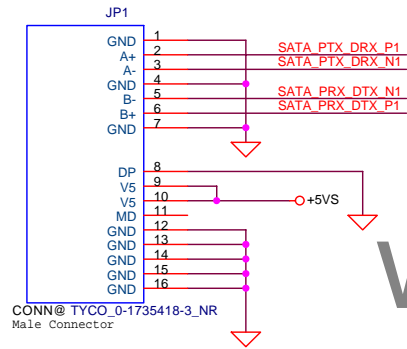 JP1
GND 1
A+ 2 SATA_PTX_DRX_P1
A- 3 SATA_PTX_DRX_N1
GND 4
B- 5 SATA_PRX_DTX_N1
B+ 6 SATA_PRX_DTX_P1
GND 7
DP 8
V5 9
V5 10 +5VS
MD 11
GND 12
GND 13
GND 14
GND 15
GND 16
CONN@ TYCO_0-1735418-3_NR
Male Connector